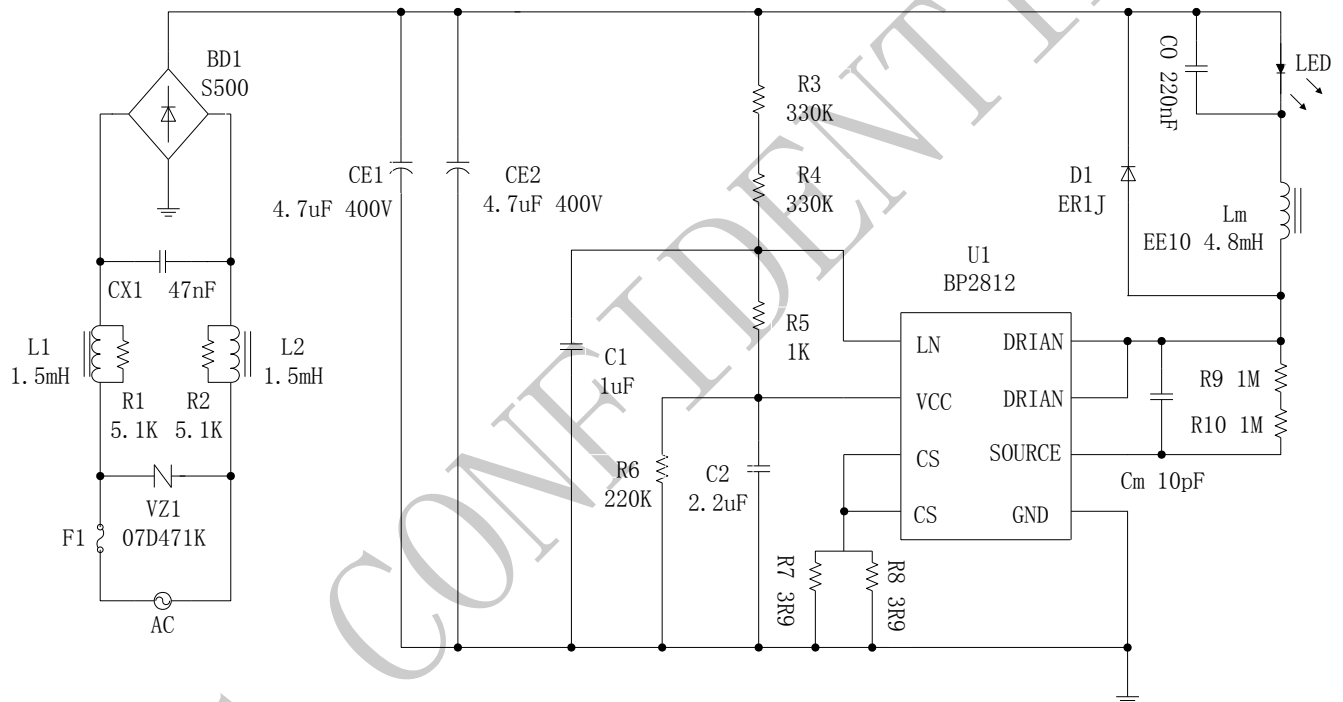 BD1
S500
CE1
4.7uF 400V
CE2
4.7uF 400V
R3
330K
R4
330K
R5
1K
C1
1uF
R6
220K
C2
2.2uF
CX1 47nF
L1
1.5mH
L2
1.5mH
R1
5.1K
R2
5.1K
VZ1
07D471K
F1
AC
U1
BP2812
LN
VCC
CS
CS
DRIAN
DRIAN
SOURCE
GND
R7 3R9
R8 3R9
D1
ER1J
CO 220nF
LED
Lm
EE10 4.8mH
R9 1M
R10 1M
Cm 10pF
CONFIDENTI